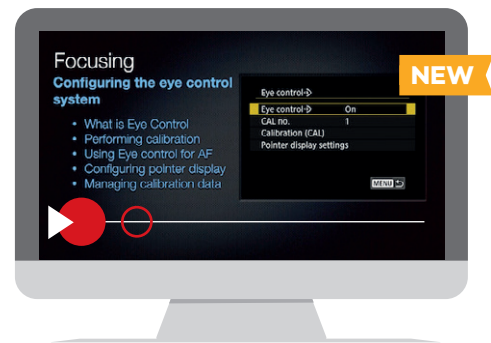 Focusing
Configuring the eye control
system
• What is Eye Control
• Performing calibration
• Using Eye control for AF
• Configuring pointer display
• Managing calibration data
Eye control
Eye control On
CAL no. 1
Calibration (CAL)
Pointer display settings
MENU
NEW